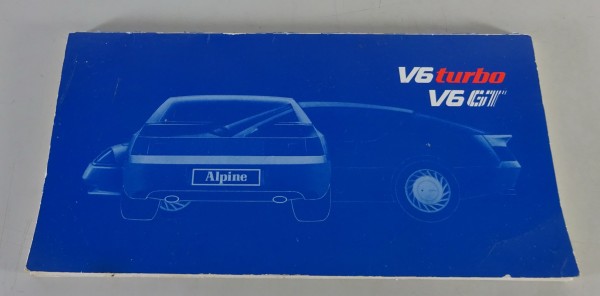 V6 turbo
V6 GT
Alpine